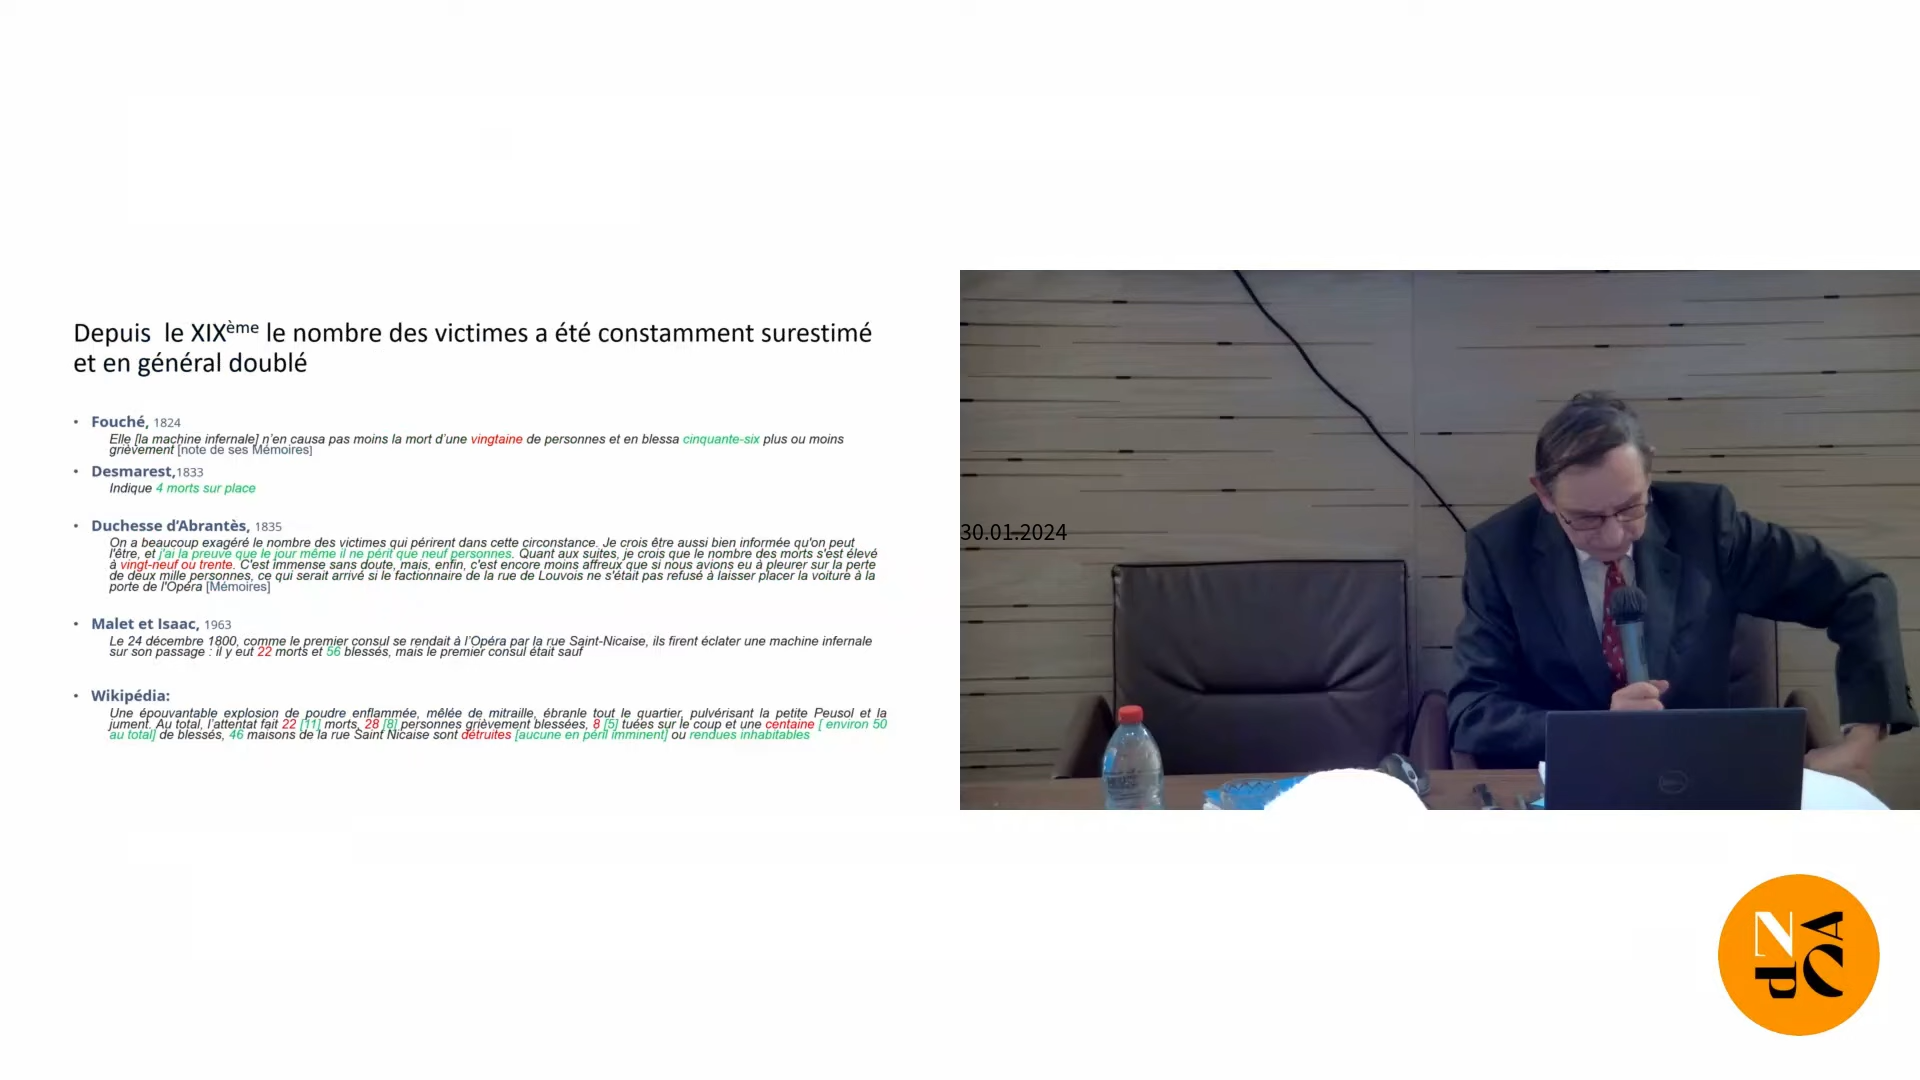 Depuis le XIXème le nombre des victimes a été constamment surestimé
et en général doublé
• Fouché, 1824
Elle [la machine infernale] n'en causa pas moins la mort d'une vingtaine de personnes et en blessa cinquante-six plus ou moins
grièvement [note de ses Mémoires]
• Desmarest,1833
Indique 4 morts sur place
• Duchesse d'Abrantès, 1835
On a beaucoup exagéré le nombre des victimes qui périrent dans cette circonstance. Je crois être aussi bien informée qu'on peut
l'être, et j'ai la preuve que le jour même il ne périt que neuf personnes. Quant aux suites, je crois que le nombre des morts s'est élevé
à vingt-neuf ou trente. C'est immense sans doute, mais, enfin, c'est encore moins affreux que si nous avions eu à pleurer sur la perte
de deux mille personnes, ce qui serait arrivé si le factionnaire de la rue de Louvois ne s'était pas refusé à laisser placer la voiture à la
porte de l'Opéra [Mémoires]
• Malet et Isaac, 1963
Le 24 décembre 1800, comme le premier consul se rendait à l'Opéra par la rue Saint-Nicaise, ils firent éclater une machine infernale
sur son passage : il y eut 22 morts et 56 blessés, mais le premier consul était sauf
• Wikipédia:
Une épouvantable explosion de poudre enflammée, mêlée de mitraille, ébranle tout le quartier, pulvérisant la petite Peusol et la
jument. Au total, l'attentat fait 22 [11] morts, 28 [8] personnes grièvement blessées, 8 [5] tuées sur le coup et une centaine [ environ 50
au total] de blessés, 46 maisons de la rue Saint Nicaise sont détruites [aucune en péril imminent] ou rendues inhabitables
30.01.2024
DELL
N A
P O